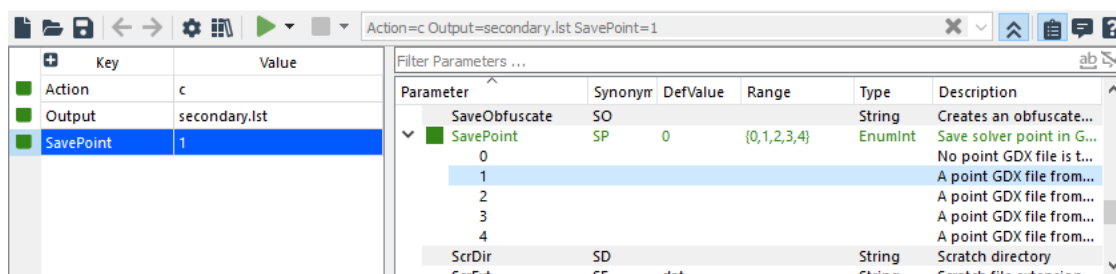 Action=c Output=secondary.lst SavePoint=1
Key Value
Action c
Output secondary.lst
SavePoint 1
Filter Parameters ...
ab
Parameter Synonym DefValue Range Type Description
SaveObfuscate SO String Creates an obfuscate...
SavePoint SP 0 {0,1,2,3,4} EnumInt Save solver point in G...
0 No point GDX file is t...
1 A point GDX file from...
2 A point GDX file from...
3 A point GDX file from...
4 A point GDX file from...
ScrDir SD String Scratch directory